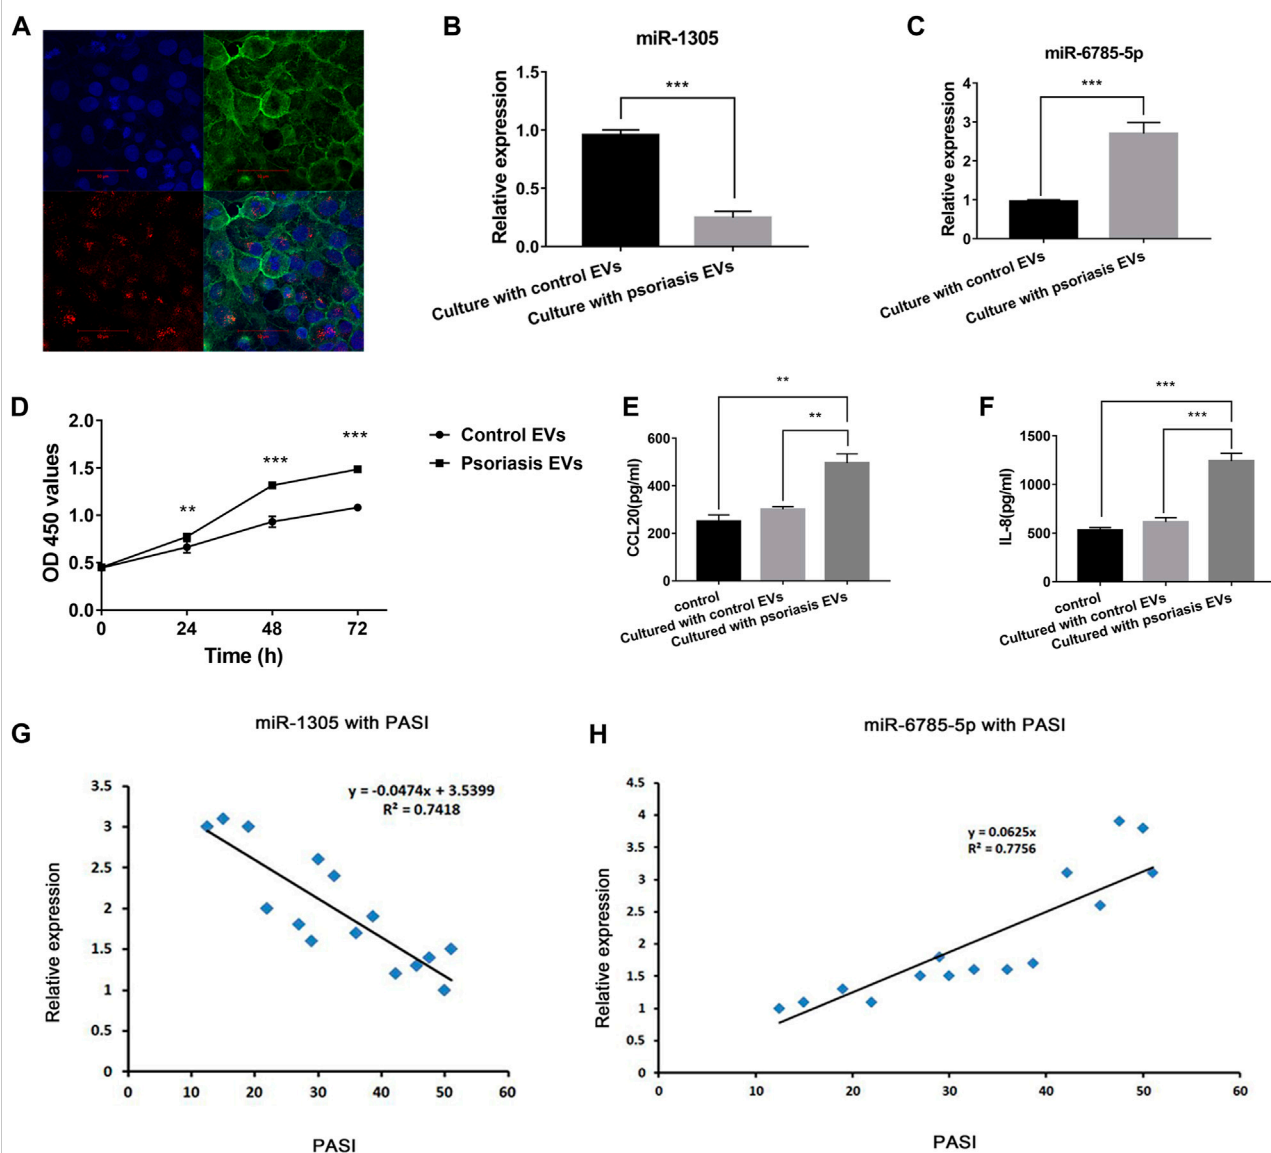 A
B
miR-1305
Relative expression
1.5
1.0
0.5
0.0
***
Culture with control EVs
Culture with psoriasis EVs
C
miR-6785-5p
Relative expression
4
3
2
1
0
***
Culture with control EVs
Culture with psoriasis EVs
D
OD 450 values
2.0
1.5
1.0
0.5
0.0
**
***
***
0
24
48
72
Time (h)
Control EVs
Psoriasis EVs
E
CCL20(pg/ml)
600
400
200
0
**
**
control
Cultured with control EVs
Cultured with psoriasis EVs
F
IL-8(pg/ml)
1500
1000
500
0
***
***
control
Cultured with control EVs
Cultured with psoriasis EVs
G
miR-1305 with PASI
y = -0.0474x + 3.5399
R² = 0.7418
Relative expression
3.5
3
2.5
2
1.5
1
0.5
0
0
10
20
30
40
50
60
PASI
H
miR-6785-5p with PASI
y = 0.0625x
R² = 0.7756
Relative expression
4.5
4
3.5
3
2.5
2
1.5
1
0.5
0
0
10
20
30
40
50
60
PASI